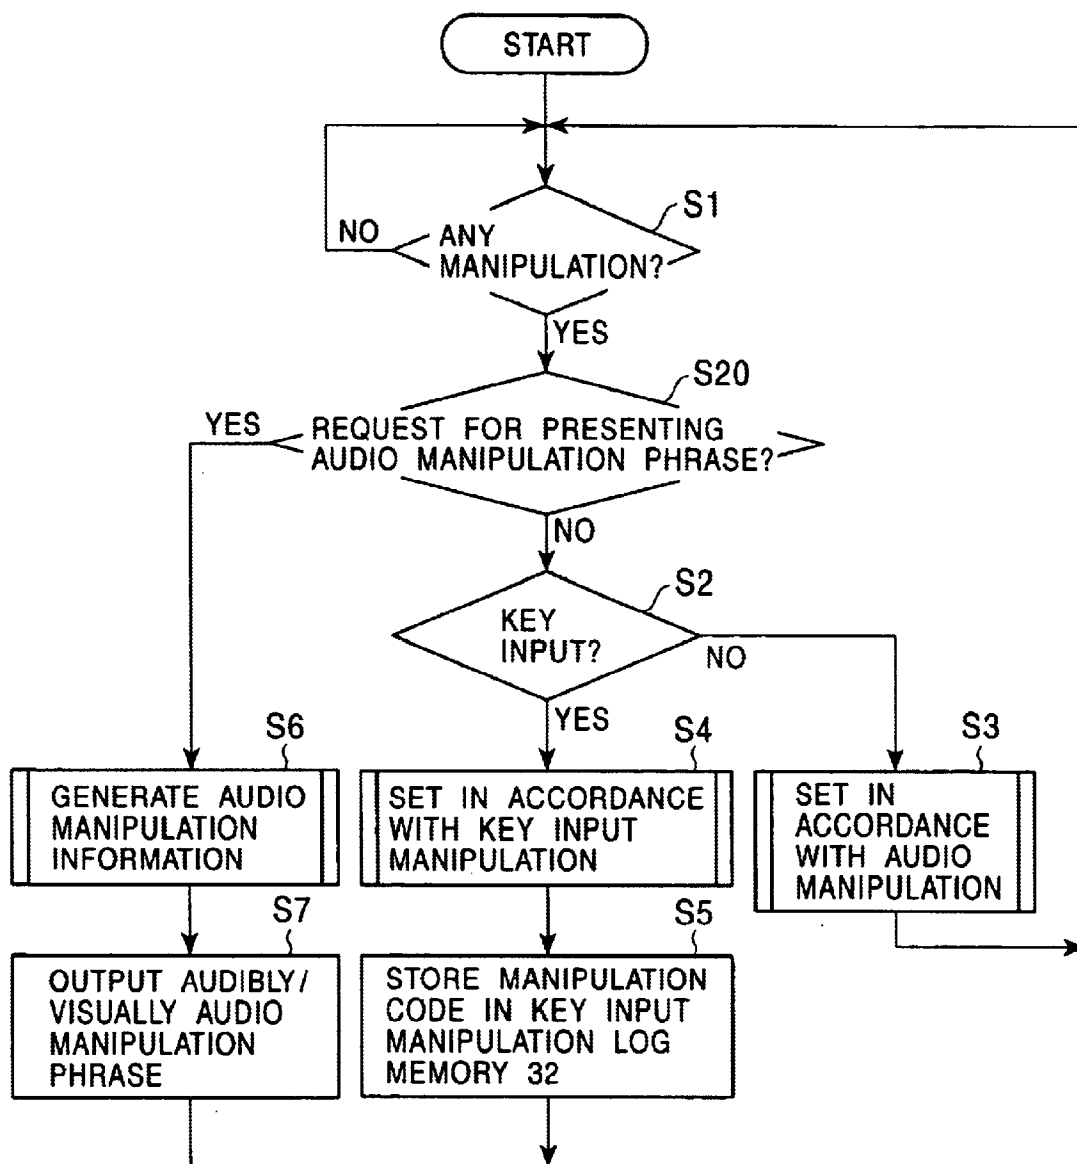 START
S1
NO
ANY
MANIPULATION?
YES
S20
YES
REQUEST FOR PRESENTING
AUDIO MANIPULATION PHRASE?
NO
S2
KEY
INPUT?
NO
YES
S6
GENERATE AUDIO
MANIPULATION
INFORMATION
S4
SET IN ACCORDANCE
WITH KEY INPUT
MANIPULATION
S3
SET IN
ACCORDANCE
WITH AUDIO
MANIPULATION
S7
OUTPUT AUDIBLY/
VISUALLY AUDIO
MANIPULATION
PHRASE
S5
STORE MANIPULATION
CODE IN KEY INPUT
MANIPULATION LOG
MEMORY 32